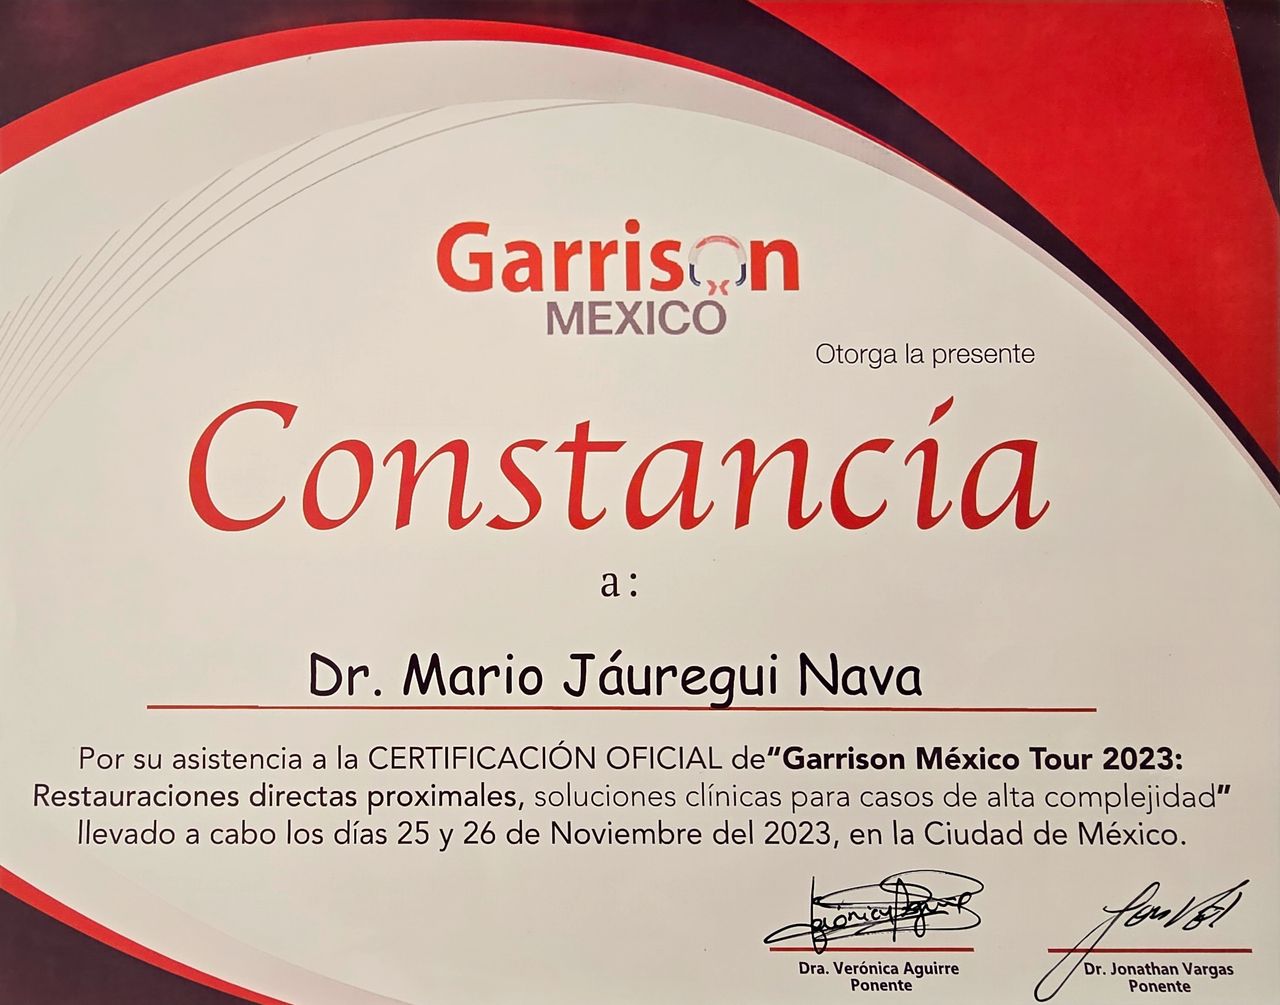 Garrison
MEXICO
Otorga la presente
Constancia
a:
Dr. Mario Jáuregui Nava
Por su asistencia a la CERTIFICACIÓN OFICIAL de“Garrison México Tour 2023:
Restauraciones directas proximales, soluciones clínicas para casos de alta complejidad”
llevado a cabo los días 25 y 26 de Noviembre del 2023, en la Ciudad de México.
Dra. Verónica Aguirre
Ponente
Dr. Jonathan Vargas
Ponente